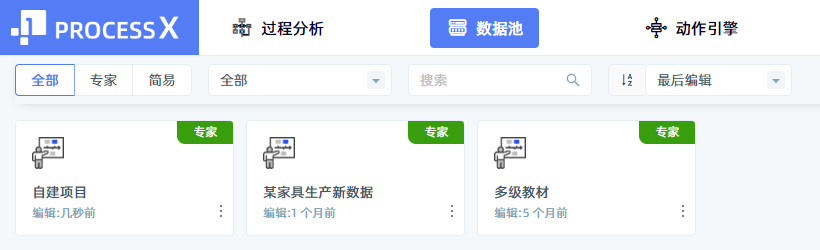 1 PROCESS X 过程分析 数据池 动作引擎
全部 专家 简易 全部 搜索 A Z 最后编辑
专家 专家 专家
自建项目 某家具生产新数据 多级教材
编辑:几秒前 编辑:1 个月前 编辑:5 个月前